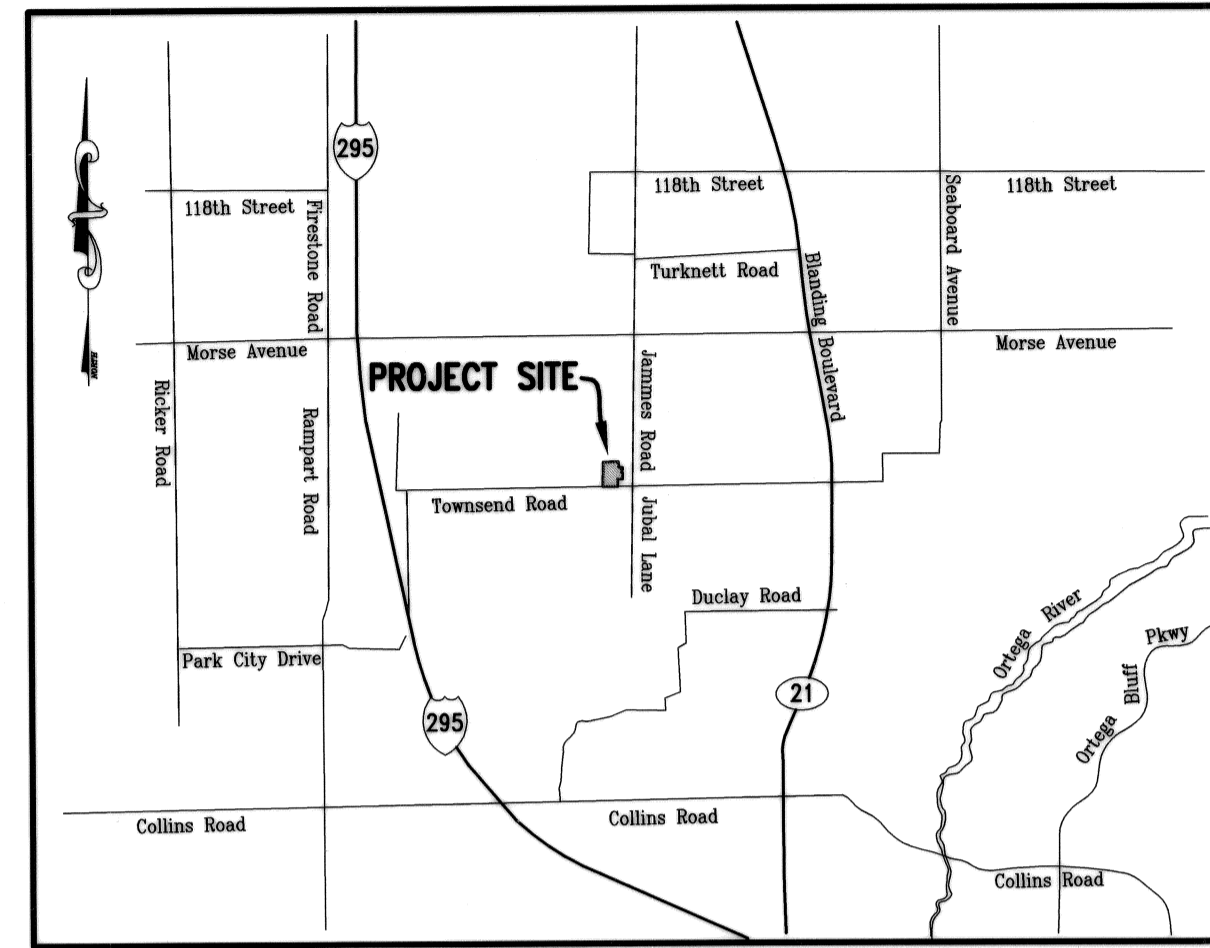 295
118th Street
118th Street
118th Street
Firestone Road
Seaboard Avenue
Turknett Road
Blanding Boulevard
Morse Avenue
Morse Avenue
PROJECT SITE
Jammes Road
Ricker Road
Rampart Road
Townsend Road
Jubal Lane
Duclay Road
Ortega River
Park City Drive
Ortega Bluff Pkwy
21
295
Collins Road
Collins Road
Collins Road
NORTH